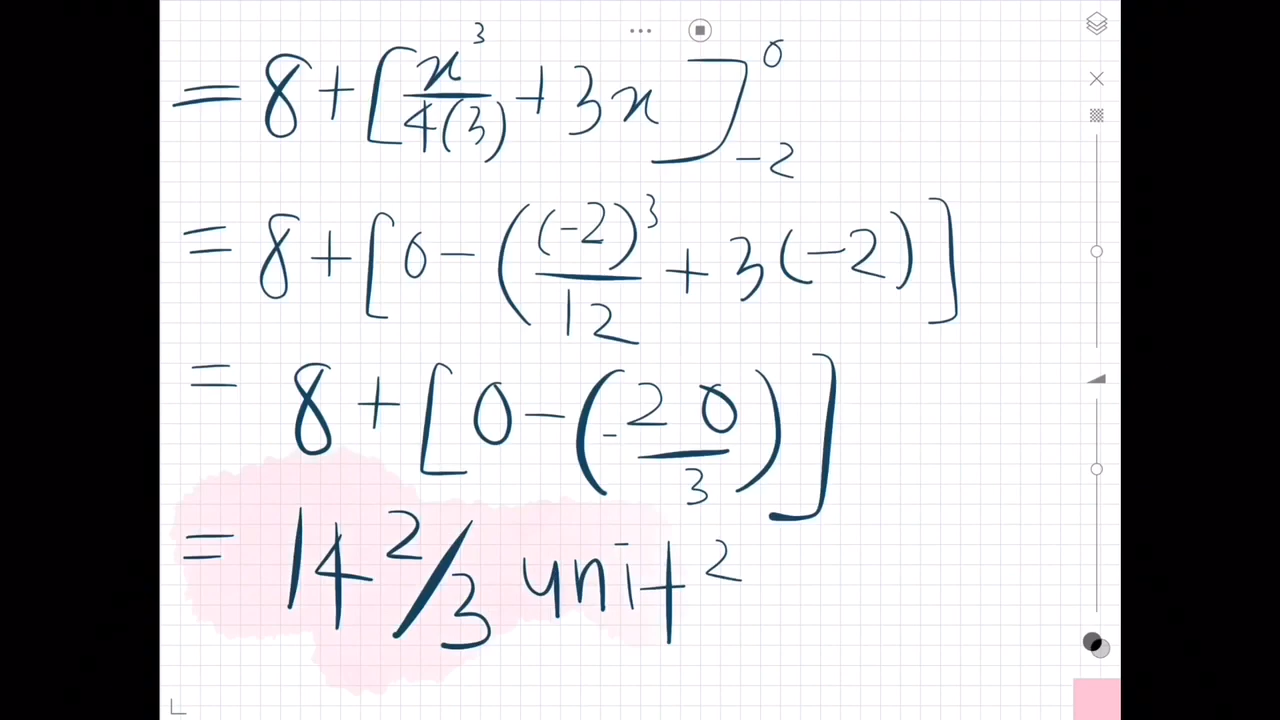 = 8 + [x³/4(3) + 3x]⁰₋₂
= 8 + [0 - ((-2)³/12 + 3(-2))]
= 8 + [0 - (-20/3)]
= 14 2/3 unit²